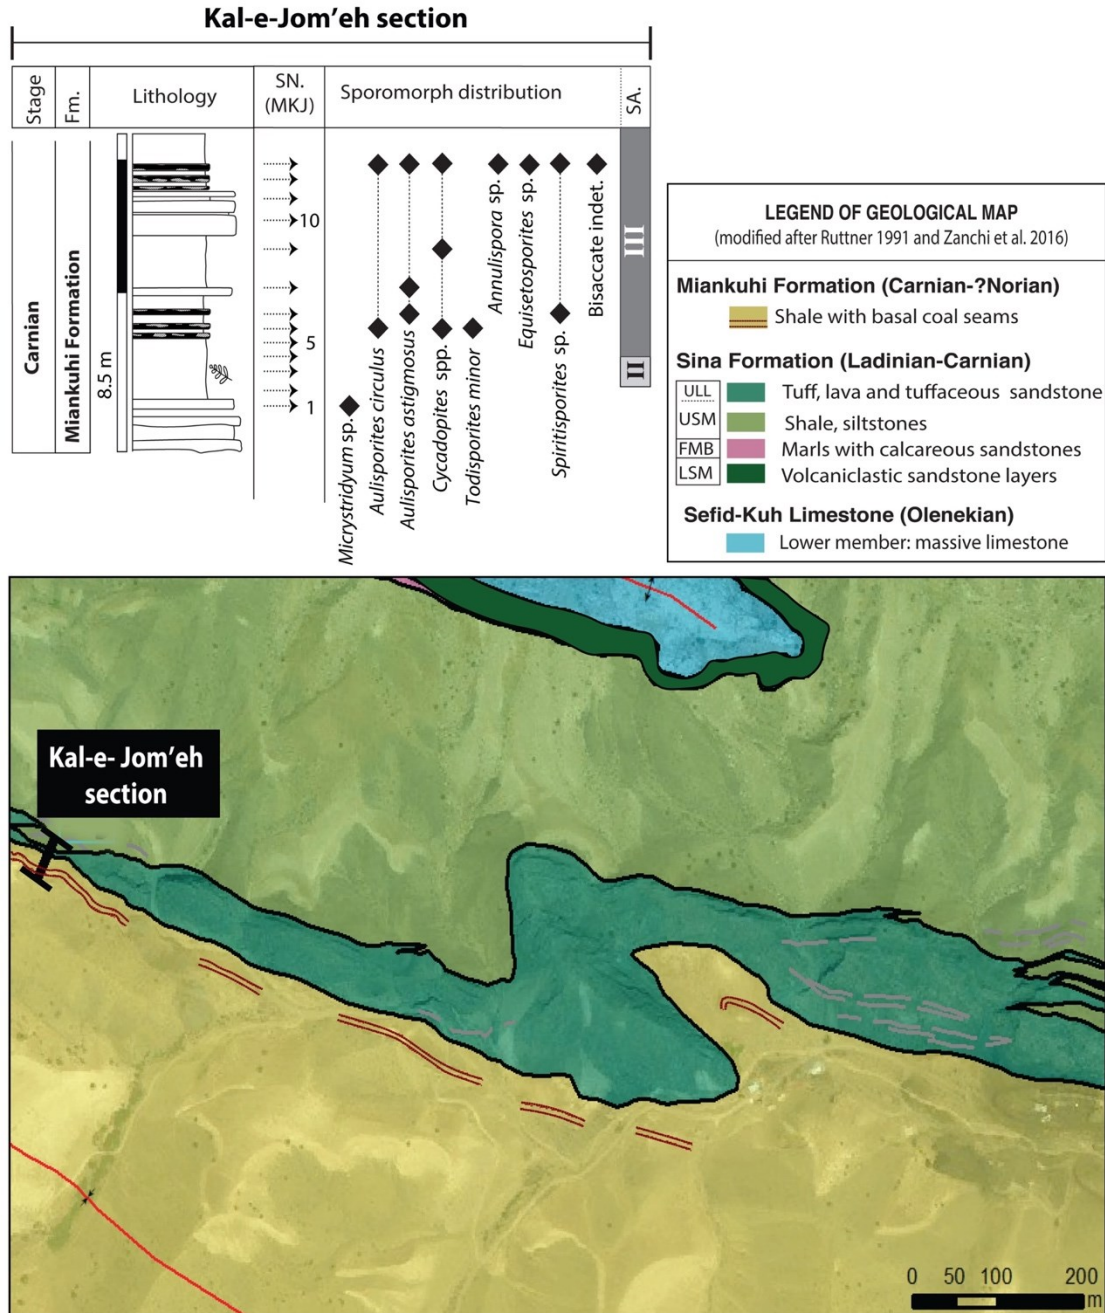 Kal-e-Jom'eh section
Stage
Fm.
Lithology
SN.
(MKJ)
Sporomorph distribution
SA.
Carnian
Miankuhi Formation
8.5 m
10
5
1
Micrystridyum sp.
Aulisporites circulus
Aulisporites astigmosus
Cycadopites spp.
Todisporites minor
Annulispora sp.
Equisetosporites sp.
Spiritisporites sp.
Bisaccate indet.
III
II
LEGEND OF GEOLOGICAL MAP
(modified after Ruttner 1991 and Zanchi et al. 2016)
Miankuhi Formation (Carnian-?Norian)
Shale with basal coal seams
Sina Formation (Ladinian-Carnian)
ULL
Tuff, lava and tuffaceous sandstone
USM
Shale, siltstones
FMB
Marls with calcareous sandstones
LSM
Volcaniclastic sandstone layers
Sefid-Kuh Limestone (Olenekian)
Lower member: massive limestone
Kal-e- Jom'eh
section
0 50 100 200
m